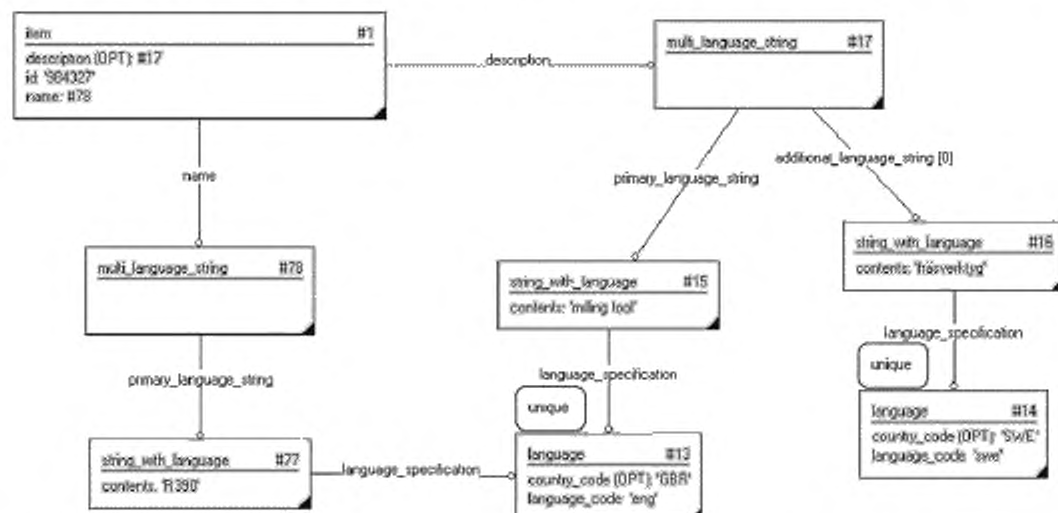 item #1
description (OPT): #17
id: '984327'
name: #78
description
multi_language_string #17
name
primary_language_string
additional_language_string [0]
multi_language_string #78
string_with_language #15
contents: 'milling tool'
string_with_language #16
contents: 'fräsverktyg'
primary_language_string
language_specification
language_specification
unique
unique
string_with_language #77
contents: 'R390'
language_specification
language #13
country_code (OPT): 'GBR'
language_code: 'eng'
language #14
country_code (OPT): 'SWE'
language_code: 'swe'